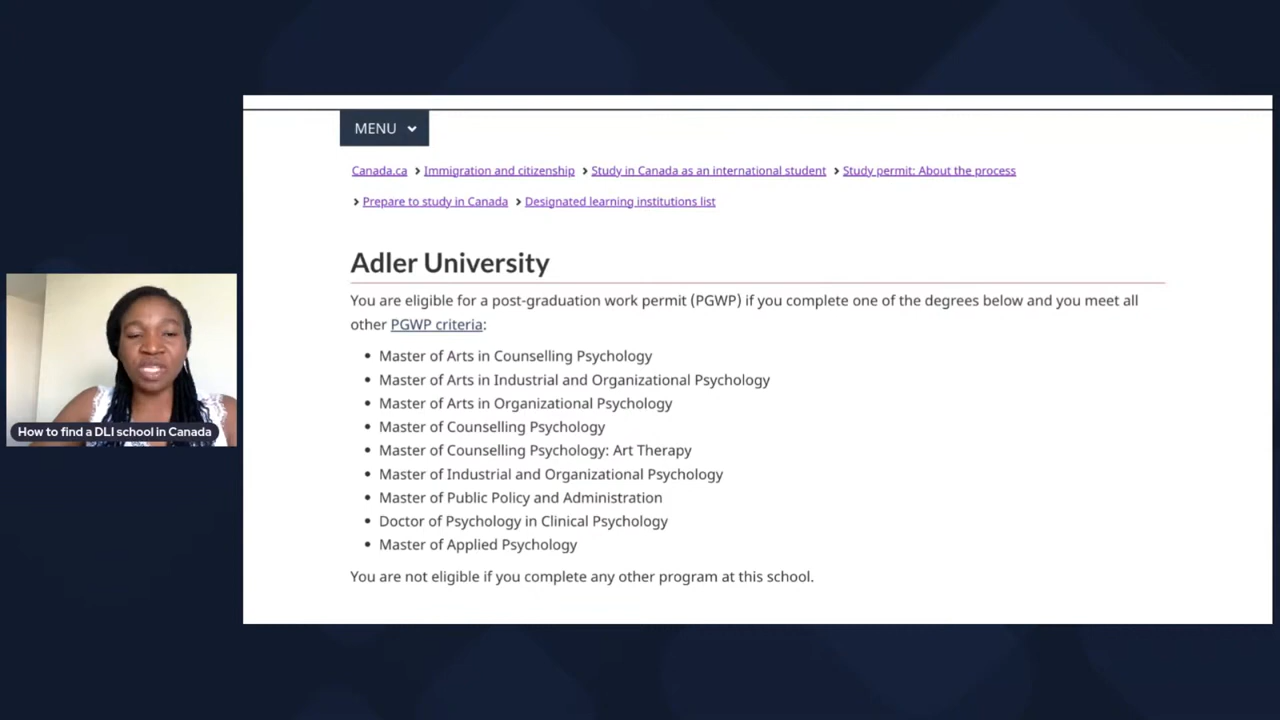 MENU
Canada.ca > Immigration and citizenship > Study in Canada as an international student > Study permit: About the process
> Prepare to study in Canada > Designated learning institutions list
Adler University
You are eligible for a post-graduation work permit (PGWP) if you complete one of the degrees below and you meet all
other PGWP criteria:
• Master of Arts in Counselling Psychology
• Master of Arts in Industrial and Organizational Psychology
• Master of Arts in Organizational Psychology
• Master of Counselling Psychology
• Master of Counselling Psychology: Art Therapy
• Master of Industrial and Organizational Psychology
• Master of Public Policy and Administration
• Doctor of Psychology in Clinical Psychology
• Master of Applied Psychology
You are not eligible if you complete any other program at this school.
How to find a DLI school in Canada